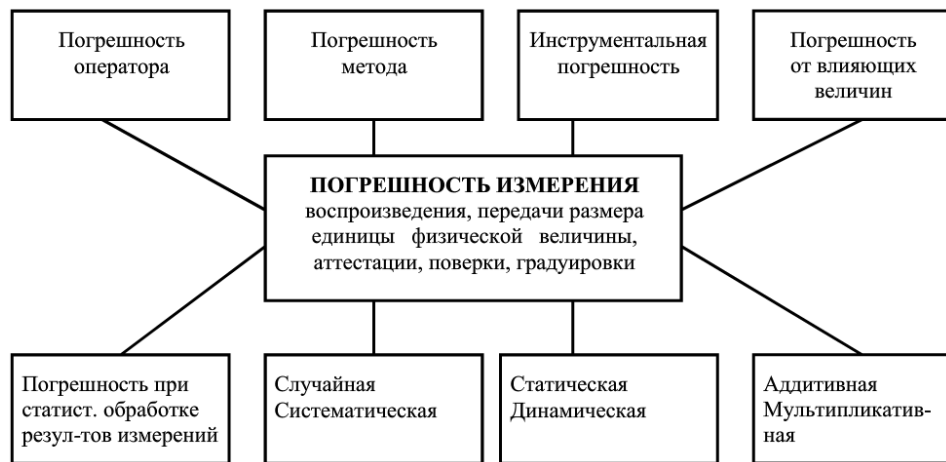 Погрешность
оператора
Погрешность
метода
Инструментальная
погрешность
Погрешность
от влияющих
величин
ПОГРЕШНОСТЬ ИЗМЕРЕНИЯ
воспроизведения, передачи размера
единицы физической величины,
аттестации, поверки, градуировки
Погрешность при
статист. обработке
резул-тов измерений
Случайная
Систематическая
Статическая
Динамическая
Аддитивная
Мультипликатив-
ная